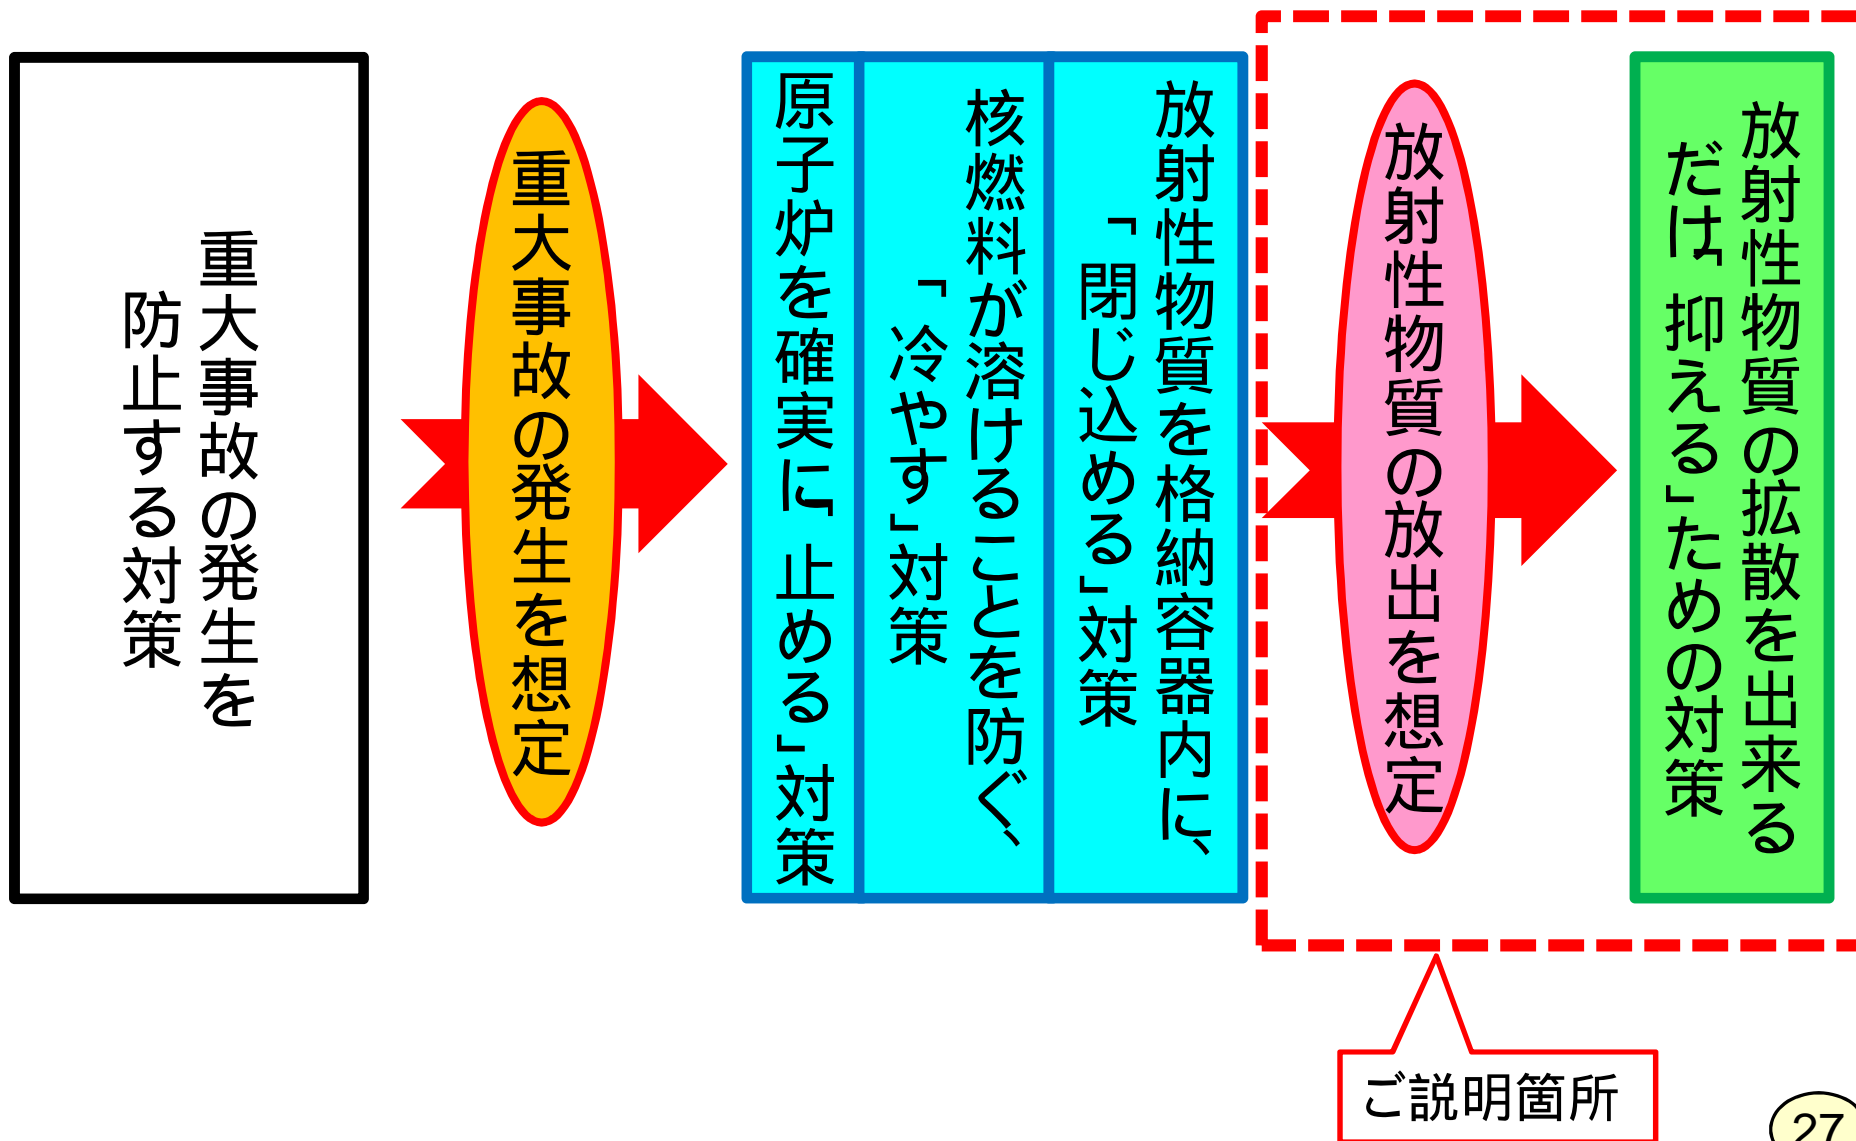 重大事故の発生を
防止する対策
重大事故の発生を想定
原子炉を確実に「止める」対策
核燃料が溶けることを防ぐ、
「冷やす」対策
放射性物質を格納容器内に、
「閉じ込める」対策
放射性物質の放出を想定
放射性物質の拡散を出来る
だけ「抑える」ための対策
ご説明箇所
27